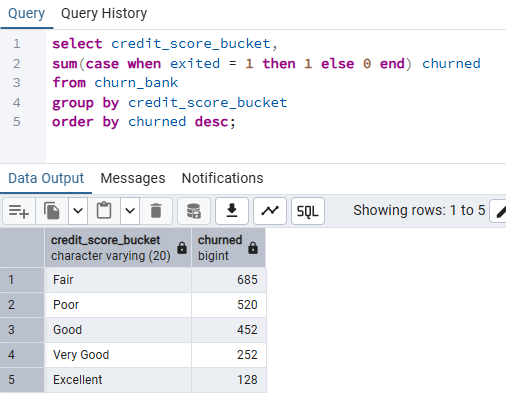 Query Query History
1 select credit_score_bucket,
2 sum(case when exited = 1 then 1 else 0 end) churned
3 from churn_bank
4 group by credit_score_bucket
5 order by churned desc;
Data Output Messages Notifications
SQL Showing rows: 1 to 5
credit_score_bucket churned
character varying (20) bigint
1 Fair 685
2 Poor 520
3 Good 452
4 Very Good 252
5 Excellent 128